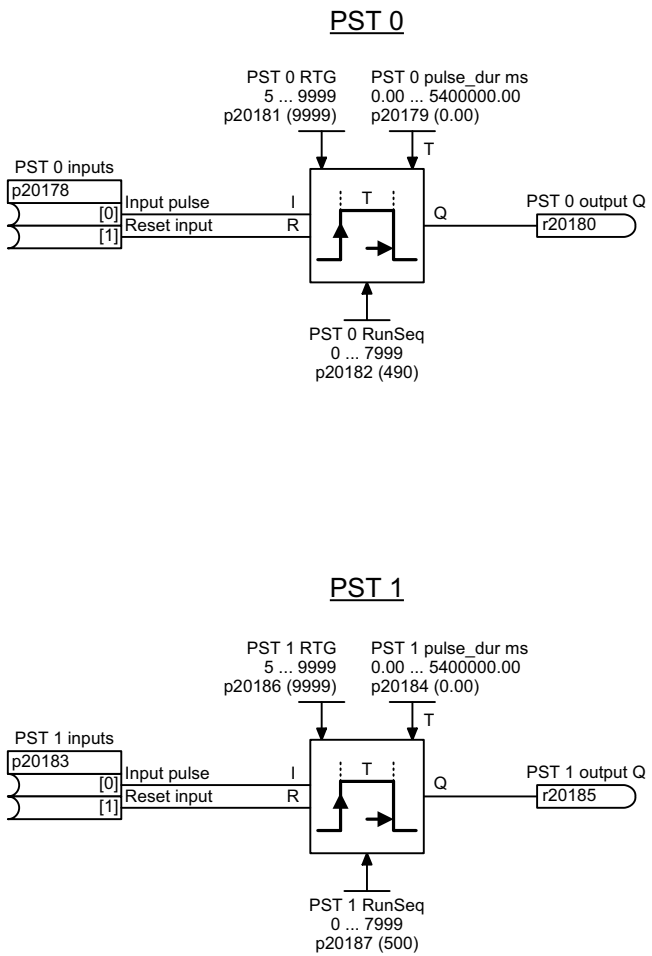 PST 0
PST 0 RTG
5 ... 9999
p20181 (9999)
PST 0 pulse_dur ms
0.00 ... 5400000.00
p20179 (0.00)
T
PST 0 inputs
p20178
[0]
Input pulse
I
[1]
Reset input
R
T
Q
PST 0 output Q
r20180
PST 0 RunSeq
0 ... 7999
p20182 (490)
PST 1
PST 1 RTG
5 ... 9999
p20186 (9999)
PST 1 pulse_dur ms
0.00 ... 5400000.00
p20184 (0.00)
T
PST 1 inputs
p20183
[0]
Input pulse
I
[1]
Reset input
R
T
Q
PST 1 output Q
r20185
PST 1 RunSeq
0 ... 7999
p20187 (500)